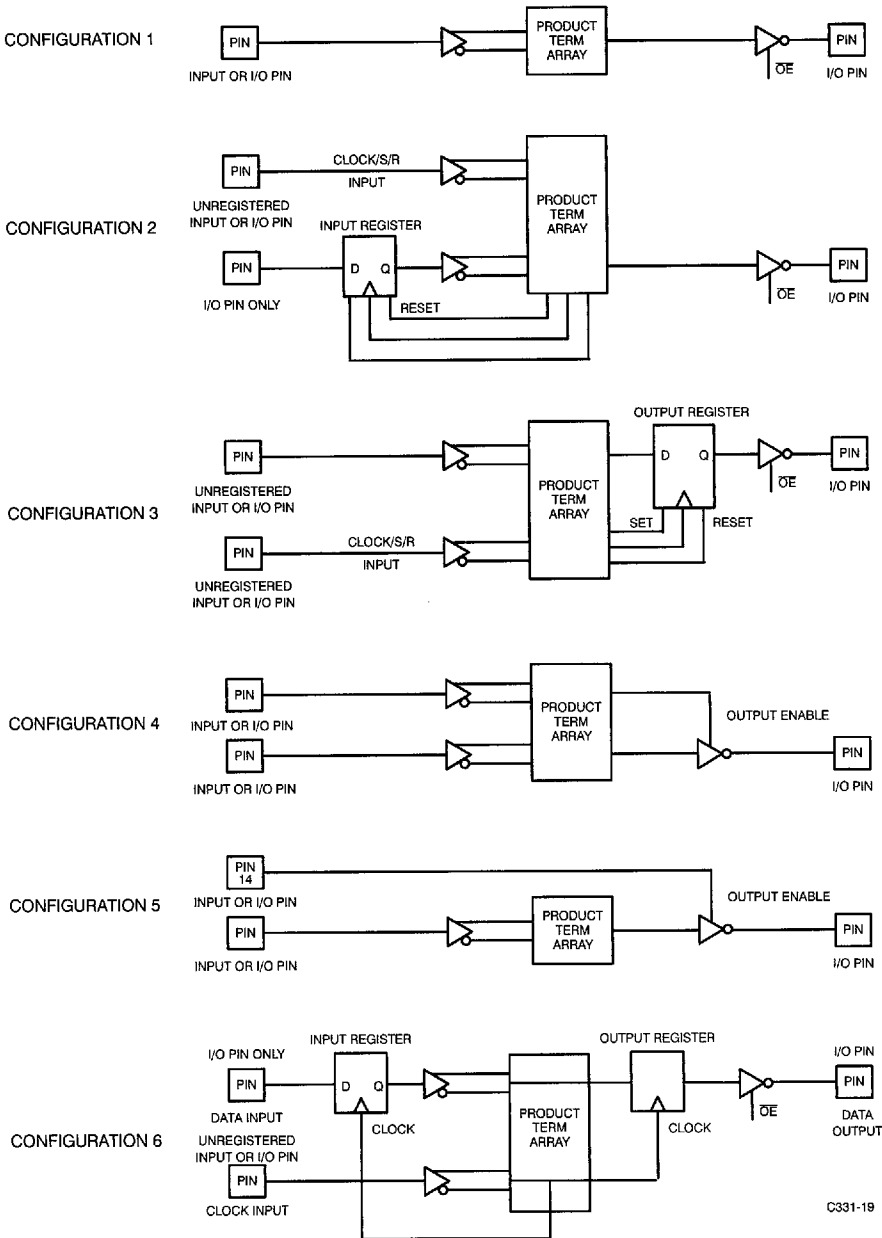 CONFIGURATION 1
PIN
INPUT OR I/O PIN
PRODUCT
TERM
ARRAY
OE
PIN
I/O PIN
CONFIGURATION 2
PIN
UNREGISTERED
INPUT OR I/O PIN
CLOCK/S/R
INPUT
PIN
I/O PIN ONLY
INPUT REGISTER
D Q
RESET
PRODUCT
TERM
ARRAY
OE
PIN
I/O PIN
CONFIGURATION 3
PIN
UNREGISTERED
INPUT OR I/O PIN
PIN
UNREGISTERED
INPUT OR I/O PIN
CLOCK/S/R
INPUT
PRODUCT
TERM
ARRAY
OUTPUT REGISTER
D Q
SET
RESET
OE
PIN
I/O PIN
CONFIGURATION 4
PIN
INPUT OR I/O PIN
PIN
INPUT OR I/O PIN
PRODUCT
TERM
ARRAY
OUTPUT ENABLE
PIN
I/O PIN
CONFIGURATION 5
PIN
14
INPUT OR I/O PIN
PIN
INPUT OR I/O PIN
PRODUCT
TERM
ARRAY
OUTPUT ENABLE
PIN
I/O PIN
CONFIGURATION 6
I/O PIN ONLY
PIN
DATA INPUT
UNREGISTERED
INPUT OR I/O PIN
PIN
CLOCK INPUT
INPUT REGISTER
D Q
CLOCK
PRODUCT
TERM
ARRAY
OUTPUT REGISTER
CLOCK
OE
I/O PIN
PIN
DATA
OUTPUT
C331-19